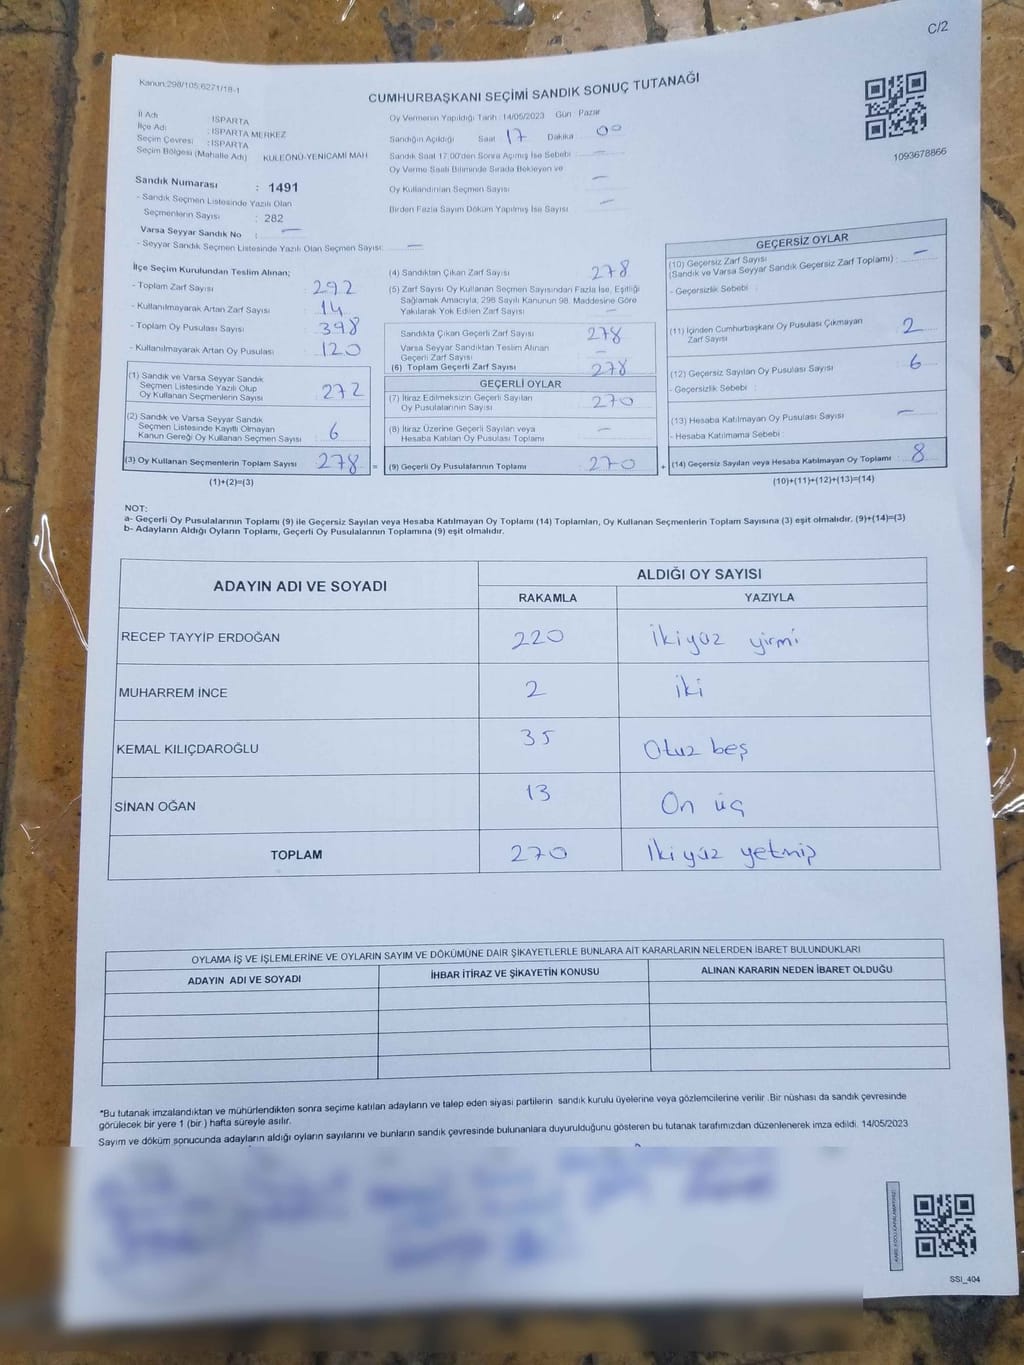 C/2
Kanun:298/105;6271/18-1
CUMHURBAŞKANI SEÇİMİ SANDIK SONUÇ TUTANAĞI
İl Adı : ISPARTA
İlçe Adı : ISPARTA MERKEZ
Seçim Çevresi : ISPARTA
Seçim Bölgesi (Mahalle Adı) KULEÖNÜ-YENİCAMİ MAH
Oy Vermenin Yapıldığı Tarih : 14/05/2023 Gün : Pazar
Sandığın Açıldığı Saat 17 Dakika 00
Sandık Saat 17.00'den Sonra Açılmış İse Sebebi : —
Oy Verme Saati Bitiminde Sırada Bekleyen ve
Oy Kullandırılan Seçmen Sayısı —
Birden Fazla Sayım Döküm Yapılmış İse Sayısı —
1093678866
Sandık Numarası : 1491
- Sandık Seçmen Listesinde Yazılı Olan
Seçmenlerin Sayısı : 282
Varsa Seyyar Sandık No : —
- Seyyar Sandık Seçmen Listesinde Yazılı Olan Seçmen Sayısı: —
İlçe Seçim Kurulundan Teslim Alınan;
- Toplam Zarf Sayısı : 292
- Kullanılmayarak Artan Zarf Sayısı : 14
- Toplam Oy Pusulası Sayısı : 398
- Kullanılmayarak Artan Oy Pusulası : 120
(1) Sandık ve Varsa Seyyar Sandık
Seçmen Listesinde Yazılı Olup
Oy Kullanan Seçmenlerin Sayısı : 272
(2) Sandık ve Varsa Seyyar Sandık
Seçmen Listesinde Kayıtlı Olmayan
Kanun Gereği Oy Kullanan Seçmen Sayısı : 6
(3) Oy Kullanan Seçmenlerin Toplam Sayısı : 278 =
(1)+(2)=(3)
(4) Sandıktan Çıkan Zarf Sayısı : 278
(5) Zarf Sayısı Oy Kullanan Seçmen Sayısından Fazla İse, Eşitliği
Sağlamak Amacıyla, 298 Sayılı Kanunun 98. Maddesine Göre
Yakılarak Yok Edilen Zarf Sayısı : —
Sandıkta Çıkan Geçerli Zarf Sayısı : 278
Varsa Seyyar Sandıktan Teslim Alınan
Geçerli Zarf Sayısı : —
(6) Toplam Geçerli Zarf Sayısı : 278
GEÇERLİ OYLAR
(7) İtiraz Edilmeksizin Geçerli Sayılan
Oy Pusulalarının Sayısı : 270
(8) İtiraz Üzerine Geçerli Sayılan veya
Hesaba Katılan Oy Pusulası Toplamı : —
(9) Geçerli Oy Pusulalarının Toplamı : 270 +
GEÇERSİZ OYLAR
(10) Geçersiz Zarf Sayısı
(Sandık ve Varsa Seyyar Sandık Geçersiz Zarf Toplamı) : —
- Geçersizlik Sebebi :
(11) İçinden Cumhurbaşkanı Oy Pusulası Çıkmayan
Zarf Sayısı : 2
(12) Geçersiz Sayılan Oy Pusulası Sayısı : 6
- Geçersizlik Sebebi :
(13) Hesaba Katılmayan Oy Pusulası Sayısı : —
- Hesaba Katılmama Sebebi :
(14) Geçersiz Sayılan veya Hesaba Katılmayan Oy Toplamı : 8
(10)+(11)+(12)+(13)=(14)
NOT:
a- Geçerli Oy Pusulalarının Toplamı (9) ile Geçersiz Sayılan veya Hesaba Katılmayan Oy Toplamı (14) Toplamları, Oy Kullanan Seçmenlerin Toplam Sayısına (3) eşit olmalıdır. (9)+(14)=(3)
b- Adayların Aldığı Oyların Toplamı, Geçerli Oy Pusulalarının Toplamına (9) eşit olmalıdır.
ADAYIN ADI VE SOYADI
ALDIĞI OY SAYISI
RAKAMLA YAZIYLA
RECEP TAYYİP ERDOĞAN 220 İkiyüz yirmi
MUHARREM İNCE 2 iki
KEMAL KILIÇDAROĞLU 35 Otuz beş
SİNAN OĞAN 13 On üç
TOPLAM 270 İkiyüz yetmiş
OYLAMA İŞ VE İŞLEMLERİNE VE OYLARIN SAYIM VE DÖKÜMÜNE DAİR ŞİKAYETLERLE BUNLARA AİT KARARLARIN NELERDEN İBARET BULUNDUKLARI
ADAYIN ADI VE SOYADI İHBAR İTİRAZ VE ŞİKAYETİN KONUSU ALINAN KARARIN NEDEN İBARET OLDUĞU
*Bu tutanak imzalandıktan ve mühürlendikten sonra seçime katılan adayların ve talep eden siyasi partilerin sandık kurulu üyelerine veya gözlemcilerine verilir .Bir nüshası da sandık çevresinde
görülecek bir yere 1 (bir ) hafta süreyle asılır.
Sayım ve döküm sonucunda adayların aldığı oyların sayılarını ve bunların sandık çevresinde bulunanlara duyurulduğunu gösteren bu tutanak tarafımızdan düzenlenerek imza edildi. 14/05/2023
SSI_404